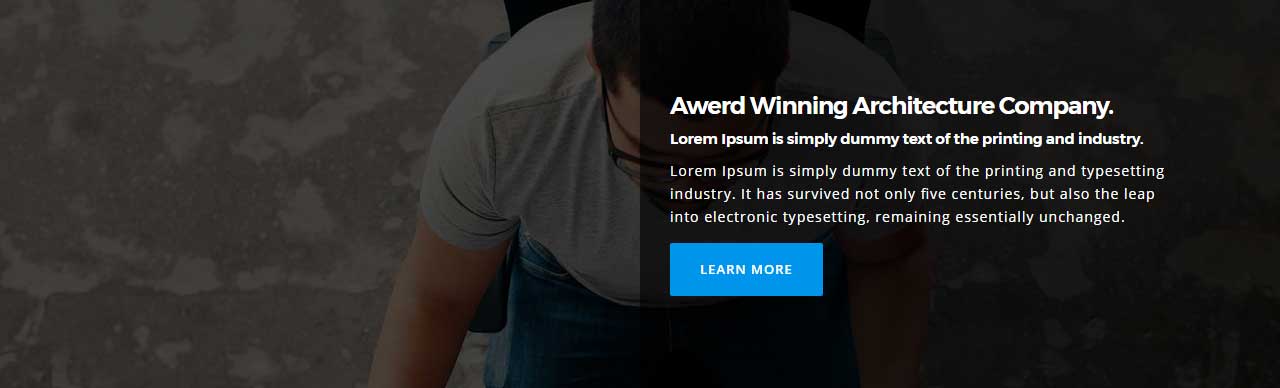 Awerd Winning Architecture Company.
Lorem Ipsum is simply dummy text of the printing and industry.
Lorem Ipsum is simply dummy text of the printing and typesetting
industry. It has survived not only five centuries, but also the leap
into electronic typesetting, remaining essentially unchanged.
LEARN MORE